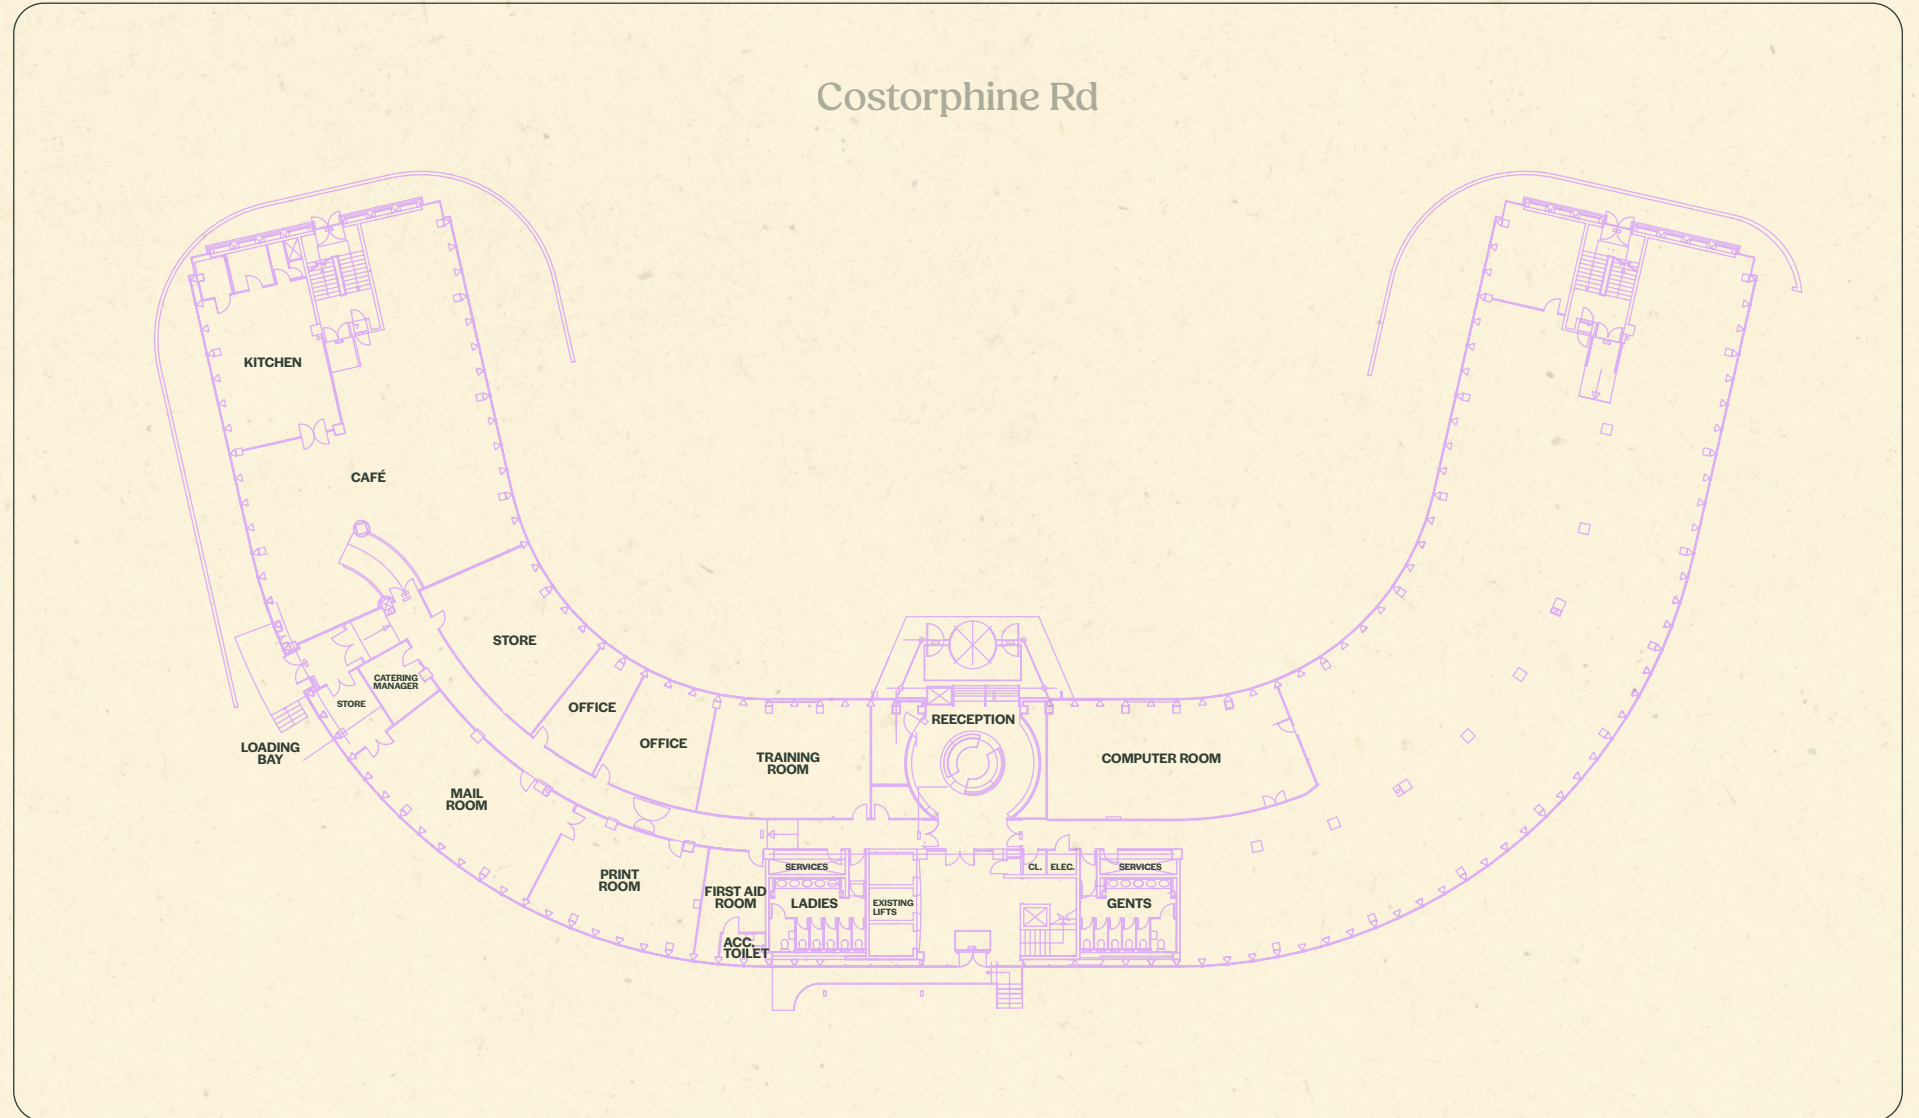 Costorphine Rd
KITCHEN
CAFÉ
STORE
CATERING
MANAGER
STORE
OFFICE
OFFICE
LOADING
BAY
MAIL
ROOM
TRAINING
ROOM
REECEPTION
COMPUTER ROOM
PRINT
ROOM
FIRST AID
ROOM
ACC.
TOILET
SERVICES
LADIES
EXISTING
LIFTS
CL.
ELEC.
SERVICES
GENTS